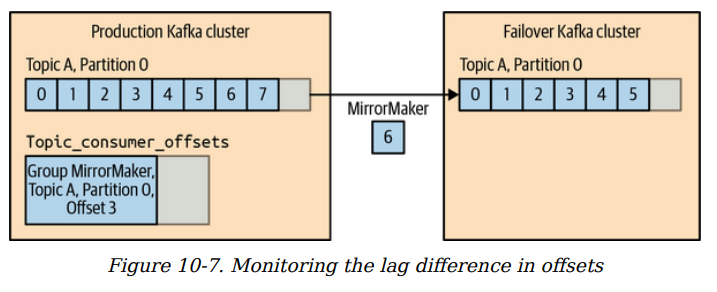 Production Kafka cluster
Topic A, Partition 0
0 1 2 3 4 5 6 7
Topic_consumer_offsets
Group MirrorMaker,
Topic A, Partition 0,
Offset 3
MirrorMaker
6
Failover Kafka cluster
Topic A, Partition 0
0 1 2 3 4 5
Figure 10-7. Monitoring the lag difference in offsets